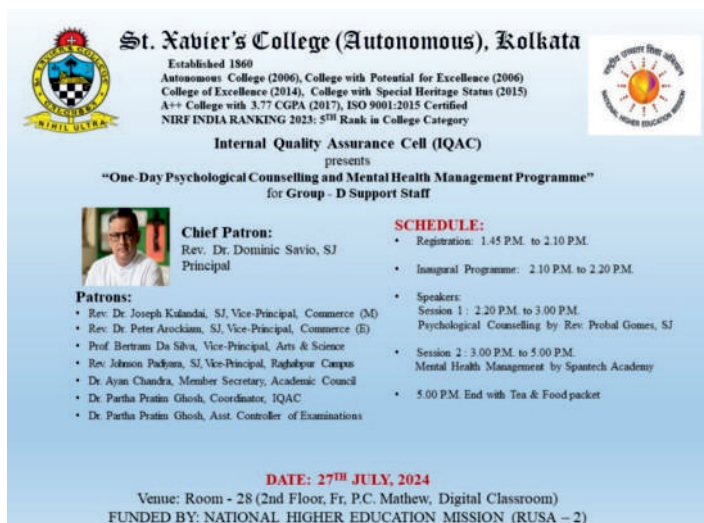 St. Xavier's College (Autonomous), Kolkata
Established 1860
Autonomous College (2006), College with Potential for Excellence (2006)
College of Excellence (2014), College with Special Heritage Status (2015)
A++ College with 3.77 CGPA (2017), ISO 9001:2015 Certified
NIRF INDIA RANKING 2023: 5TH Rank in College Category
NIHIL ULTRA
राष्ट्रीय उच्चतर शिक्षा अभियान
NATIONAL HIGHER EDUCATION MISSION
Internal Quality Assurance Cell (IQAC)
presents
“One-Day Psychological Counselling and Mental Health Management Programme”
for Group - D Support Staff
Chief Patron:
Rev. Dr. Dominic Savio, SJ
Principal
Patrons:
• Rev. Dr. Joseph Kulandai, SJ, Vice-Principal, Commerce (M)
• Rev. Dr. Peter Arockiam, SJ, Vice-Principal, Commerce (E)
• Prof. Bertram Da Silva, Vice-Principal, Arts & Science
• Rev. Johnson Padiyara, SJ, Vice-Principal, Raghabpur Campus
• Dr. Ayan Chandra, Member Secretary, Academic Council
• Dr. Partha Pratim Ghosh, Coordinator, IQAC
• Dr. Partha Pratim Ghosh, Asst. Controller of Examinations
SCHEDULE:
• Registration: 1.45 P.M. to 2.10 P.M.
• Inaugural Programme: 2.10 P.M. to 2.20 P.M.
• Speakers:
Session 1 : 2.20 P.M. to 3.00 P.M.
Psychological Counselling by Rev. Probal Gomes, SJ
• Session 2 : 3.00 P.M. to 5.00 P.M.
Mental Health Management by Spantech Academy
• 5.00 P.M. End with Tea & Food packet
DATE: 27TH JULY, 2024
Venue: Room - 28 (2nd Floor, Fr, P.C. Mathew, Digital Classroom)
FUNDED BY: NATIONAL HIGHER EDUCATION MISSION (RUSA – 2)